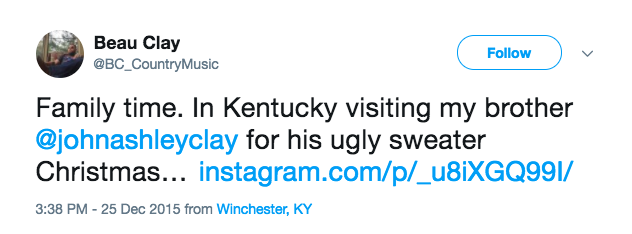 Beau Clay
@BC_CountryMusic
Follow
Family time. In Kentucky visiting my brother
@johnashleyclay for his ugly sweater
Christmas… instagram.com/p/_u8iXGQ99I/
3:38 PM - 25 Dec 2015 from Winchester, KY